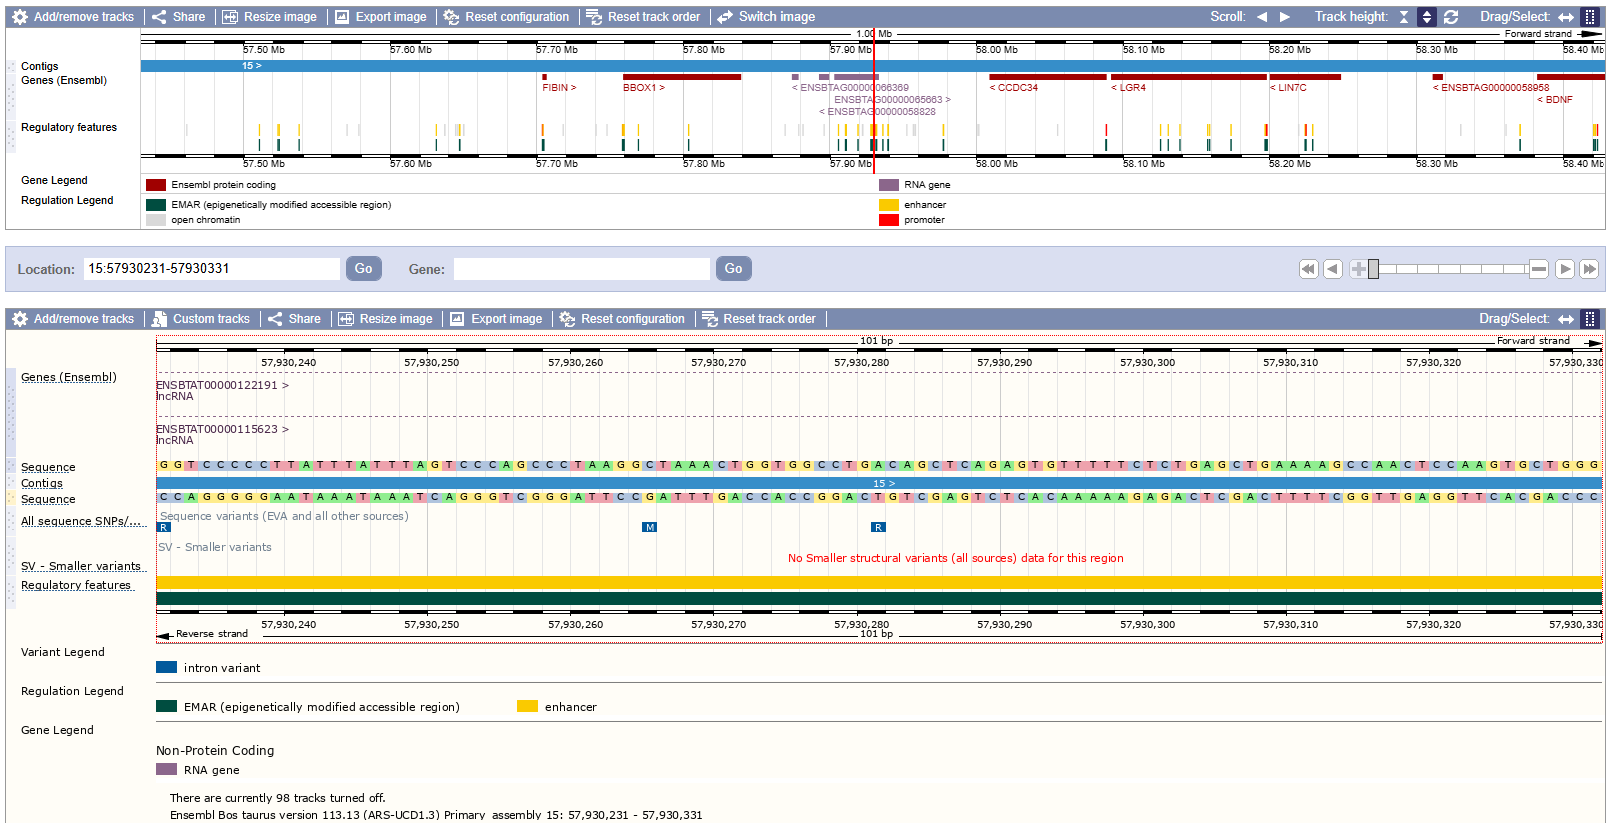 Add/remove tracks Share Resize image Export image Reset configuration Reset track order Switch image Scroll: Track height: Drag/Select:
1.00 Mb Forward strand
57.50 Mb 57.60 Mb 57.70 Mb 57.80 Mb 57.90 Mb 58.00 Mb 58.10 Mb 58.20 Mb 58.30 Mb 58.40 Mb
Contigs 15 >
Genes (Ensembl)
FIBIN > BBOX1 > < ENSBTAG00000066369 < CCDC34 < LGR4 < LIN7C < ENSBTAG00000058958
ENSBTAG00000065663 > < BDNF
< ENSBTAG00000058828
Regulatory features
57.50 Mb 57.60 Mb 57.70 Mb 57.80 Mb 57.90 Mb 58.00 Mb 58.10 Mb 58.20 Mb 58.30 Mb 58.40 Mb
Gene Legend Ensembl protein coding RNA gene
Regulation Legend EMAR (epigenetically modified accessible region) enhancer
open chromatin promoter
Location: 15:57930231-57930331 Go Gene: Go
Add/remove tracks Custom tracks Share Resize image Export image Reset configuration Reset track order Drag/Select:
101 bp Forward strand
57,930,240 57,930,250 57,930,260 57,930,270 57,930,280 57,930,290 57,930,300 57,930,310 57,930,320 57,930,330
Genes (Ensembl)
ENSBTAT00000122191 >
lncRNA
ENSBTAT00000115623 >
lncRNA
Sequence G G T C C C C C T T A T T T A T T T A G T C C C A G C C C T A A G G C T A A A C T G G T G G C C T G A C A G C T C A G A G T G T T T T T C T C T G A G C T G A A A A G C C A A C T C C A A G T G C T G G G
Contigs 15 >
Sequence C C A G G G G G A A T A A A T A A A T C A G G G T C G G G A T T C C G A T T T G A C C A C C G G A C T G T C G A G T C T C A C A A A A A G A G A C T C G A C T T T T C G G T T G A G G T T C A C G A C C C
All sequence SNPs/... Sequence variants (EVA and all other sources)
R M R
SV - Smaller variants
No Smaller structural variants (all sources) data for this region
SV - Smaller variants
Regulatory features
57,930,240 57,930,250 57,930,260 57,930,270 57,930,280 57,930,290 57,930,300 57,930,310 57,930,320 57,930,330
Reverse strand 101 bp
Variant Legend
intron variant
Regulation Legend
EMAR (epigenetically modified accessible region) enhancer
Gene Legend
Non-Protein Coding
RNA gene
There are currently 98 tracks turned off.
Ensembl Bos taurus version 113.13 (ARS-UCD1.3) Primary assembly 15: 57,930,231 - 57,930,331